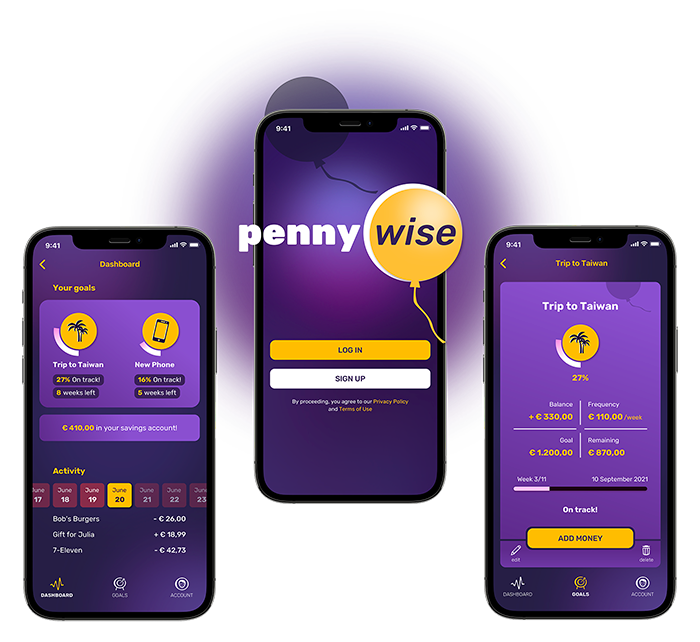 9:41
Dashboard
Your goals
Trip to Taiwan
27% On track!
8 weeks left
New Phone
16% On track!
5 weeks left
€ 410.00 in your savings account!
Activity
June 17
June 18
June 19
June 20
June 21
June 22
June 23
Bob's Burgers - € 26,00
Gift for Julia + € 18,99
7-Eleven - € 42,73
DASHBOARD GOALS ACCOUNT
9:41
penny wise
LOG IN
SIGN UP
By proceeding, you agree to our Privacy Policy
and Terms of Use
9:41
Trip to Taiwan
Trip to Taiwan
27%
Balance
+ € 330,00
Frequency
€ 110,00 /week
Goal
€ 1.200,00
Remaining
€ 870,00
Week 3/11 10 September 2021
On track!
ADD MONEY
edit delete
DASHBOARD GOALS ACCOUNT